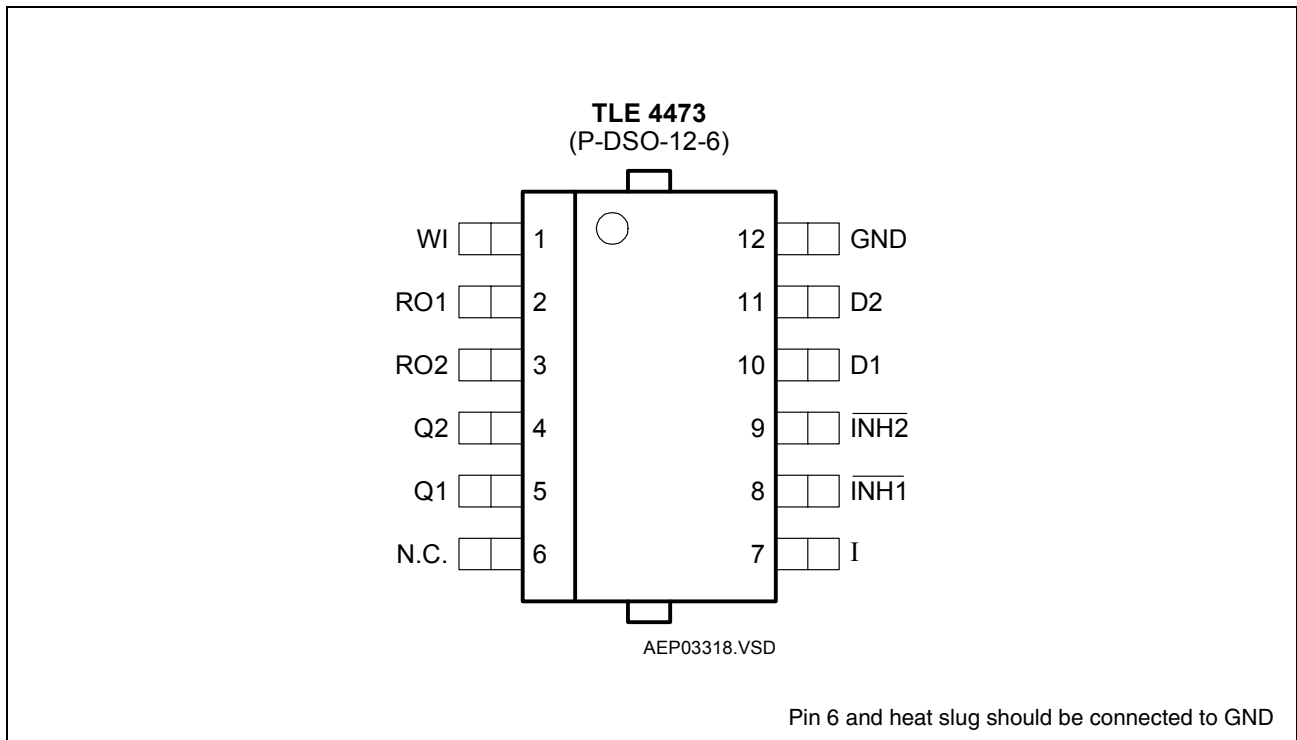 TLE 4473
(P-DSO-12-6)
WI 1 12 GND
RO1 2 11 D2
RO2 3 10 D1
Q2 4 9 INH2
Q1 5 8 INH1
N.C. 6 7 I
AEP03318.VSD
Pin 6 and heat slug should be connected to GND